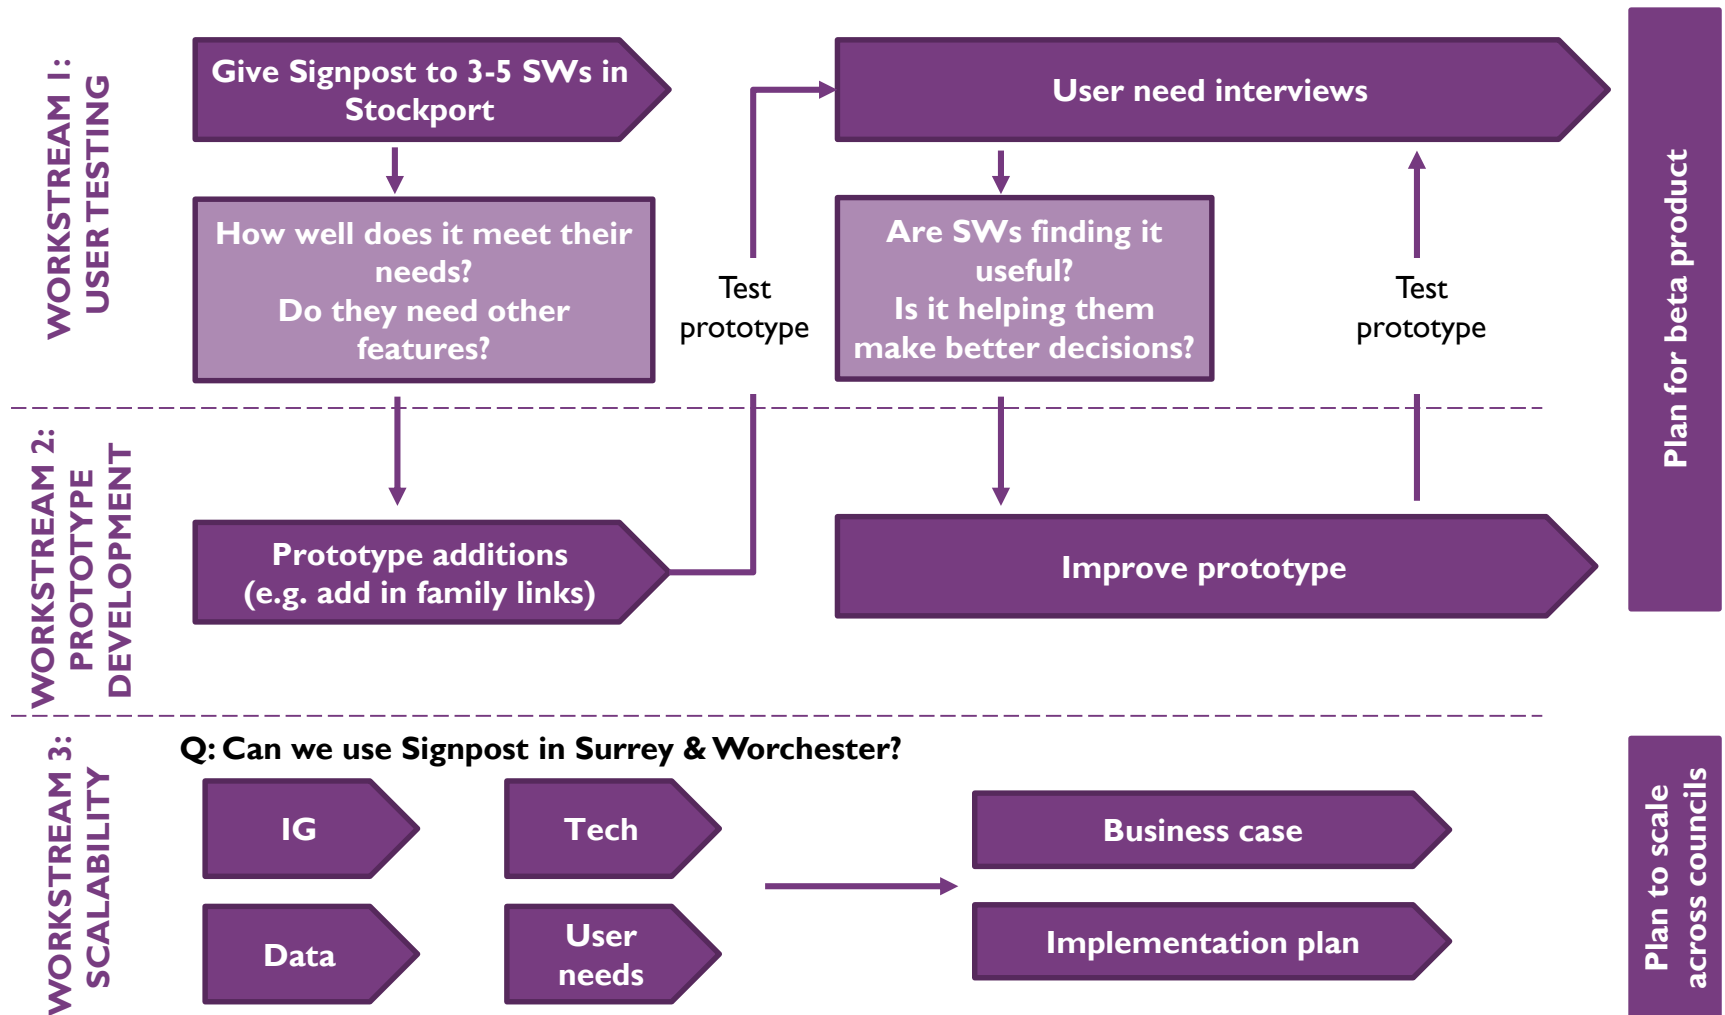 WORKSTREAM 1:
USER TESTING
Give Signpost to 3-5 SWs in
Stockport
How well does it meet their
needs?
Do they need other
features?
Test
prototype
User need interviews
Are SWs finding it
useful?
Is it helping them
make better decisions?
Test
prototype
Plan for beta product
WORKSTREAM 2:
PROTOTYPE
DEVELOPMENT
Prototype additions
(e.g. add in family links)
Improve prototype
WORKSTREAM 3:
SCALABILITY
Q: Can we use Signpost in Surrey & Worchester?
IG
Tech
Data
User
needs
Business case
Implementation plan
Plan to scale
across councils